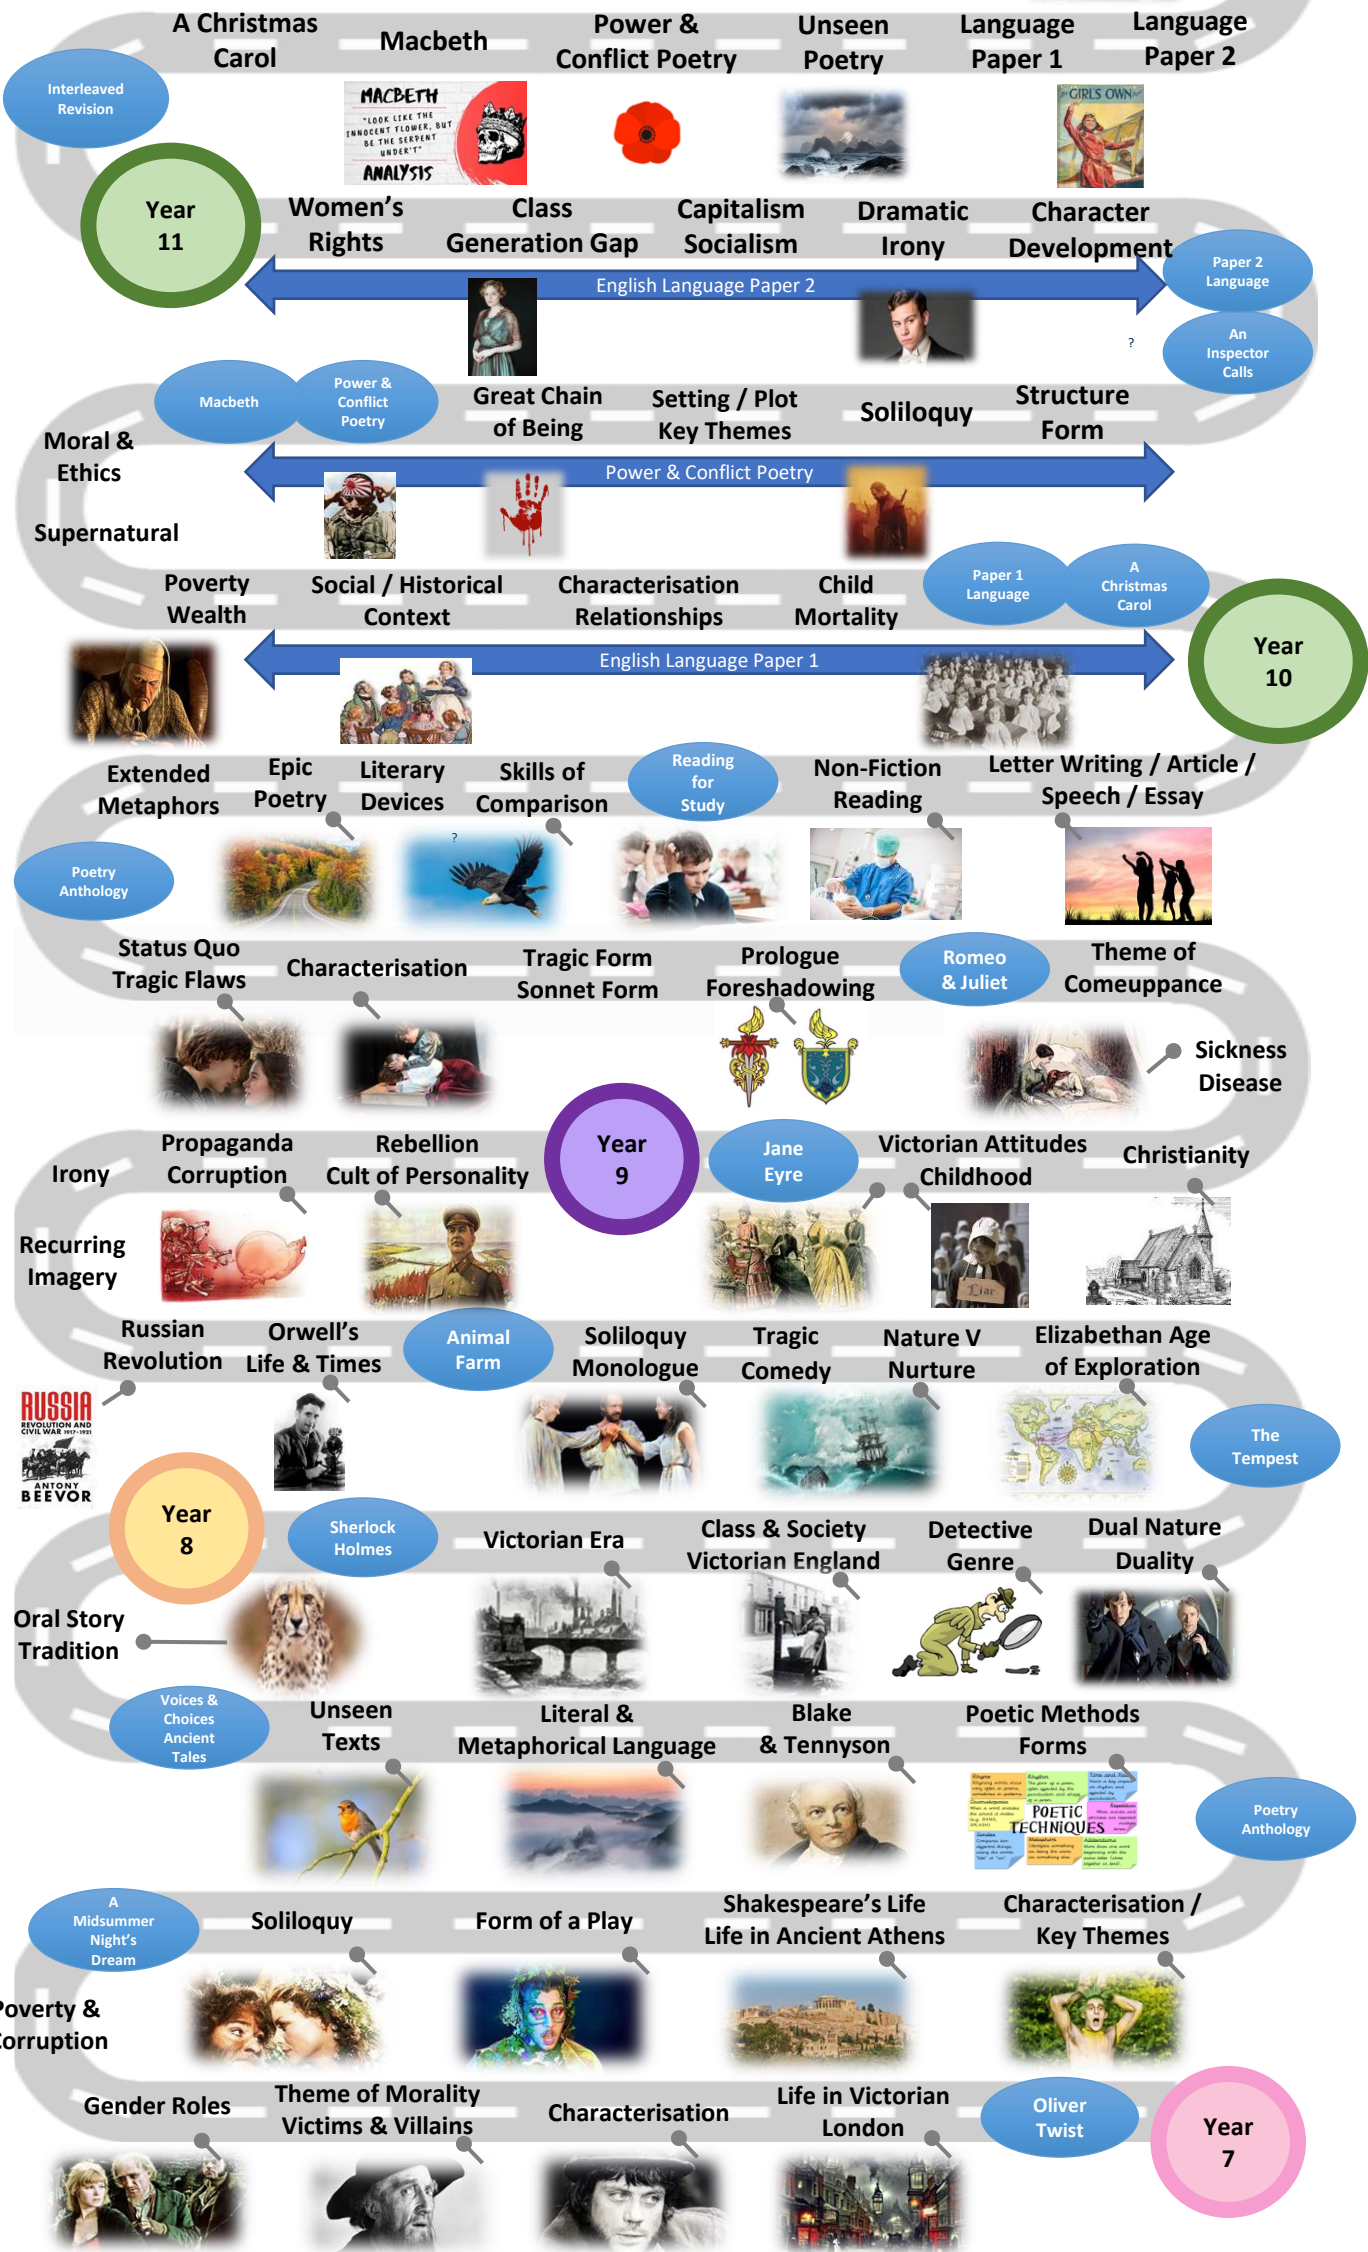 A Christmas
Carol
Macbeth
Power &
Conflict Poetry
Unseen
Poetry
Language
Paper 1
Language
Paper 2
Interleaved
Revision
MACBETH
"LOOK LIKE THE
INNOCENT FLOWER, BUT
BE THE SERPENT
UNDER'T"
ANALYSIS
GIRLS OWN
Year
11
Women's
Rights
Class
Generation Gap
Capitalism
Socialism
Dramatic
Irony
Character
Development
Paper 2
Language
English Language Paper 2
An
Inspector
Calls
?
Macbeth
Power &
Conflict
Poetry
Great Chain
of Being
Setting / Plot
Key Themes
Soliloquy
Structure
Form
Moral &
Ethics
Power & Conflict Poetry
Supernatural
Poverty
Wealth
Social / Historical
Context
Characterisation
Relationships
Child
Mortality
Paper 1
Language
A
Christmas
Carol
English Language Paper 1
Year
10
Extended
Metaphors
Epic
Poetry
Literary
Devices
Skills of
Comparison
Reading
for
Study
Non-Fiction
Reading
Letter Writing / Article /
Speech / Essay
?
Poetry
Anthology
Status Quo
Tragic Flaws
Characterisation
Tragic Form
Sonnet Form
Prologue
Foreshadowing
Romeo
& Juliet
Theme of
Comeuppance
Sickness
Disease
Irony
Propaganda
Corruption
Rebellion
Cult of Personality
Year
9
Jane
Eyre
Victorian Attitudes
Childhood
Christianity
Recurring
Imagery
Liar
Russian
Revolution
Orwell's
Life & Times
Animal
Farm
Soliloquy
Monologue
Tragic
Comedy
Nature V
Nurture
Elizabethan Age
of Exploration
RUSSIA
REVOLUTION AND
CIVIL WAR 1917-1921
ANTONY
BEEVOR
The
Tempest
Year
8
Sherlock
Holmes
Victorian Era
Class & Society
Victorian England
Detective
Genre
Dual Nature
Duality
Oral Story
Tradition
Voices &
Choices
Ancient
Tales
Unseen
Texts
Literal &
Metaphorical Language
Blake
& Tennyson
Poetic Methods
Forms
POETIC
TECHNIQUES
Poetry
Anthology
A
Midsummer
Night's
Dream
Soliloquy
Form of a Play
Shakespeare's Life
Life in Ancient Athens
Characterisation /
Key Themes
Poverty &
Corruption
Gender Roles
Theme of Morality
Victims & Villains
Characterisation
Life in Victorian
London
Oliver
Twist
Year
7